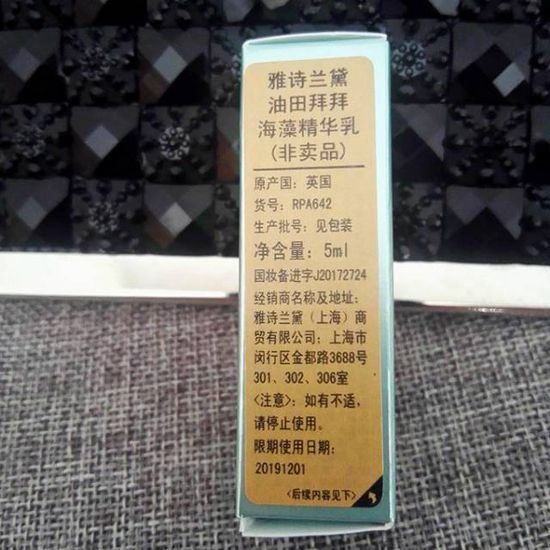 雅诗兰黛
油田拜拜
海藻精华乳
(非卖品)
原产国：英国
货号：RPA642
生产批号：见包装
净含量：5ml
国妆备进字J20172724
经销商名称及地址：
雅诗兰黛（上海）商
贸有限公司：上海市
闵行区金都路3688号
301、302、306室
<注意>：如有不适，
请停止使用。
限期使用日期：
20191201
<后续内容见下>